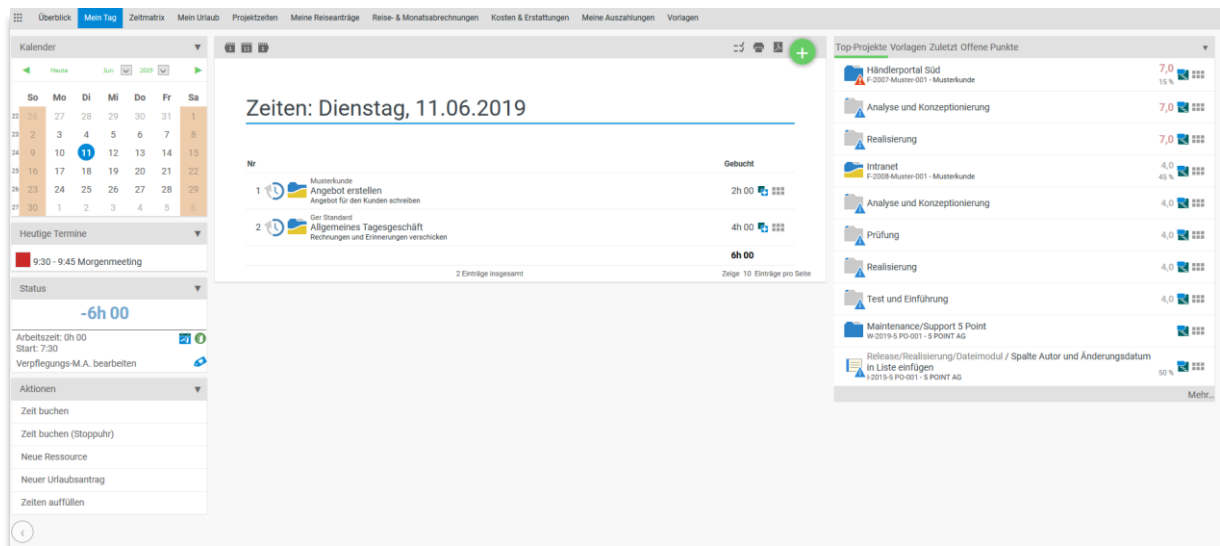 Überblick Mein Tag Zeitmatrix Mein Urlaub Projektzeiten Meine Reiseanträge Reise- & Monatsabrechnungen Kosten & Erstattungen Meine Auszahlungen Vorlagen
Kalender
Heute Jun 2019
So Mo Di Mi Do Fr Sa
22 26 27 28 29 30 31 1
23 2 3 4 5 6 7 8
24 9 10 11 12 13 14 15
25 16 17 18 19 20 21 22
26 23 24 25 26 27 28 29
27 30 1 2 3 4 5 6
Heutige Termine
9:30 - 9:45 Morgenmeeting
Status
-6h 00
Arbeitszeit: 0h 00
Start: 7:30
Verpflegungs-M.A. bearbeiten
Aktionen
Zeit buchen
Zeit buchen (Stoppuhr)
Neue Ressource
Neuer Urlaubsantrag
Zeiten auffüllen
Zeiten: Dienstag, 11.06.2019
Nr Gebucht
Musterkunde
1 Angebot erstellen 2h 00
Angebot für den Kunden schreiben
Ger Standard
2 Allgemeines Tagesgeschäft 4h 00
Rechnungen und Erinnerungen verschicken
6h 00
2 Einträge insgesamt Zeige 10 Einträge pro Seite
Top-Projekte Vorlagen Zuletzt Offene Punkte
Händlerportal Süd 7,0
F-2007-Muster-001 - Musterkunde 15 %
Analyse und Konzeptionierung 7,0
Realisierung 7,0
Intranet 4,0
F-2008-Muster-001 - Musterkunde 45 %
Analyse und Konzeptionierung 4,0
Prüfung 4,0
Realisierung 4,0
Test und Einführung 4,0
Maintenance/Support 5 Point
W-2019-5 PO-001 - 5 POINT AG
Release/Realisierung/Dateimodul / Spalte Autor und Änderungsdatum
in Liste einfügen
I-2015-5 PO-001 - 5 POINT AG 50 %
Mehr...